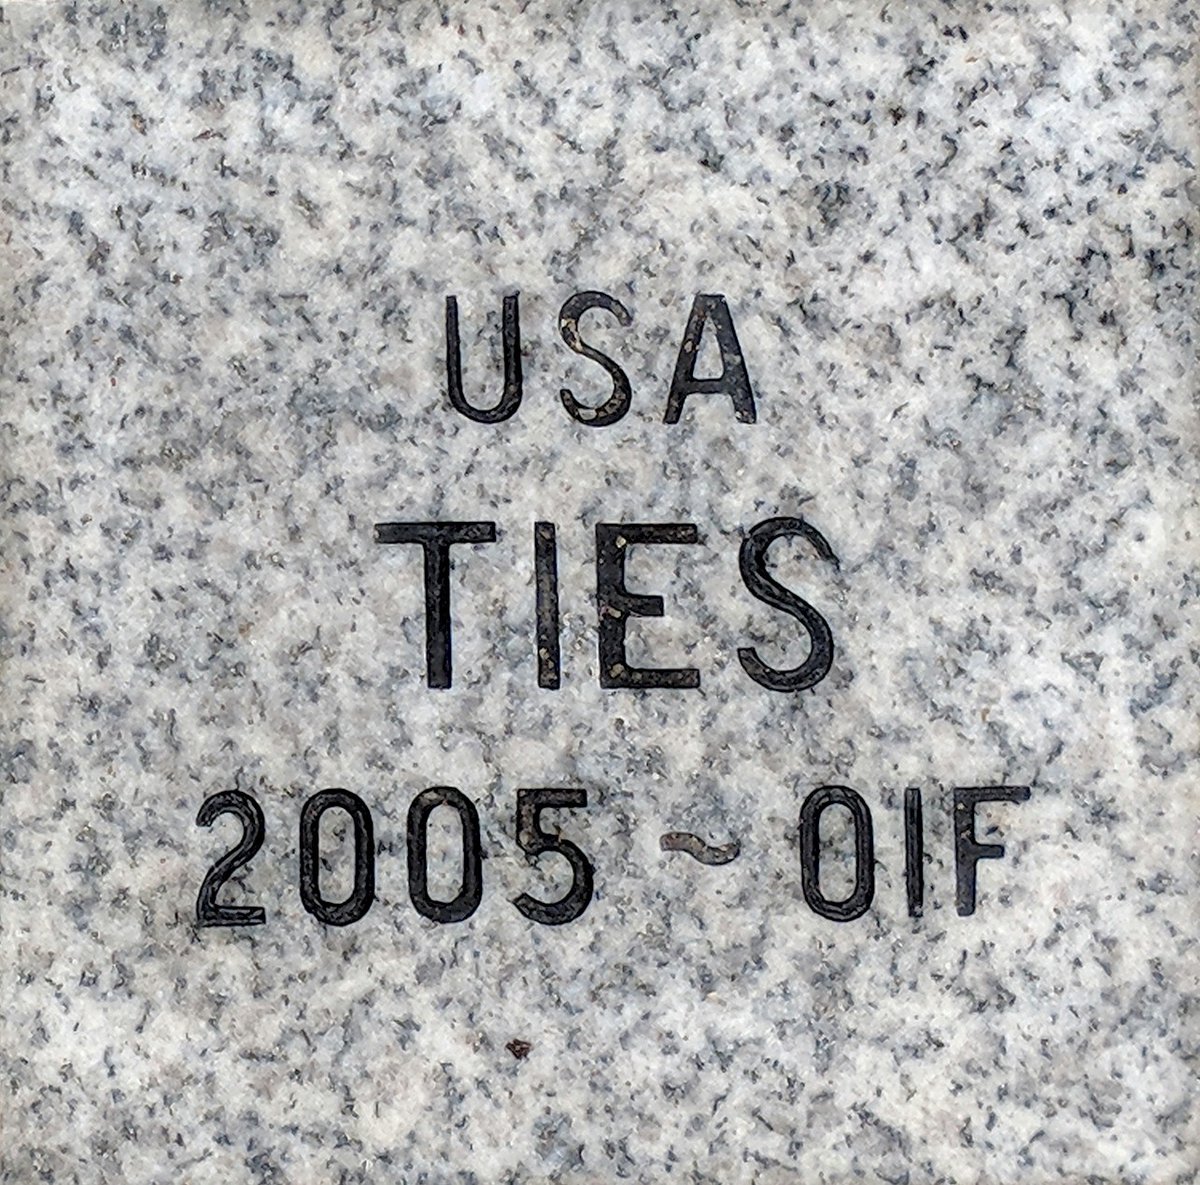 USA
TIES
2005 ~ OIF